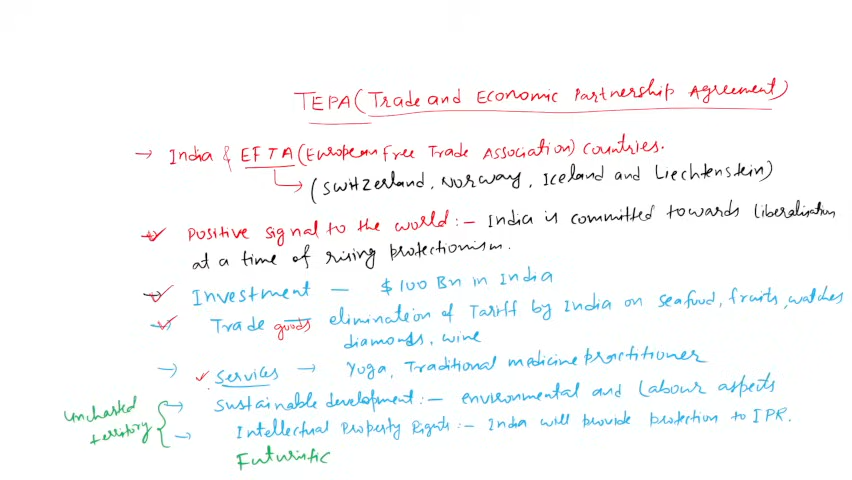 TEPA (Trade and Economic Partnership Agreement)
→ India & EFTA (European Free Trade Association) Countries.
→ (Switzerland, Norway, Iceland and Liechtenstein)
→ Positive signal to the world :- India is committed towards Liberalisation
at a time of rising protectionism.
→ Investment — $100 Bn in India
→ Trade goods elimination of Tariff by India on seafood, fruits, watches
diamonds, wine
→ Services → Yoga, Traditional medicine practitioner
→ Sustainable development :- environmental and Labour aspects
Uncharted territory
→ Intellectual Property Rights :- India will provide protection to IPR.
Futuristic